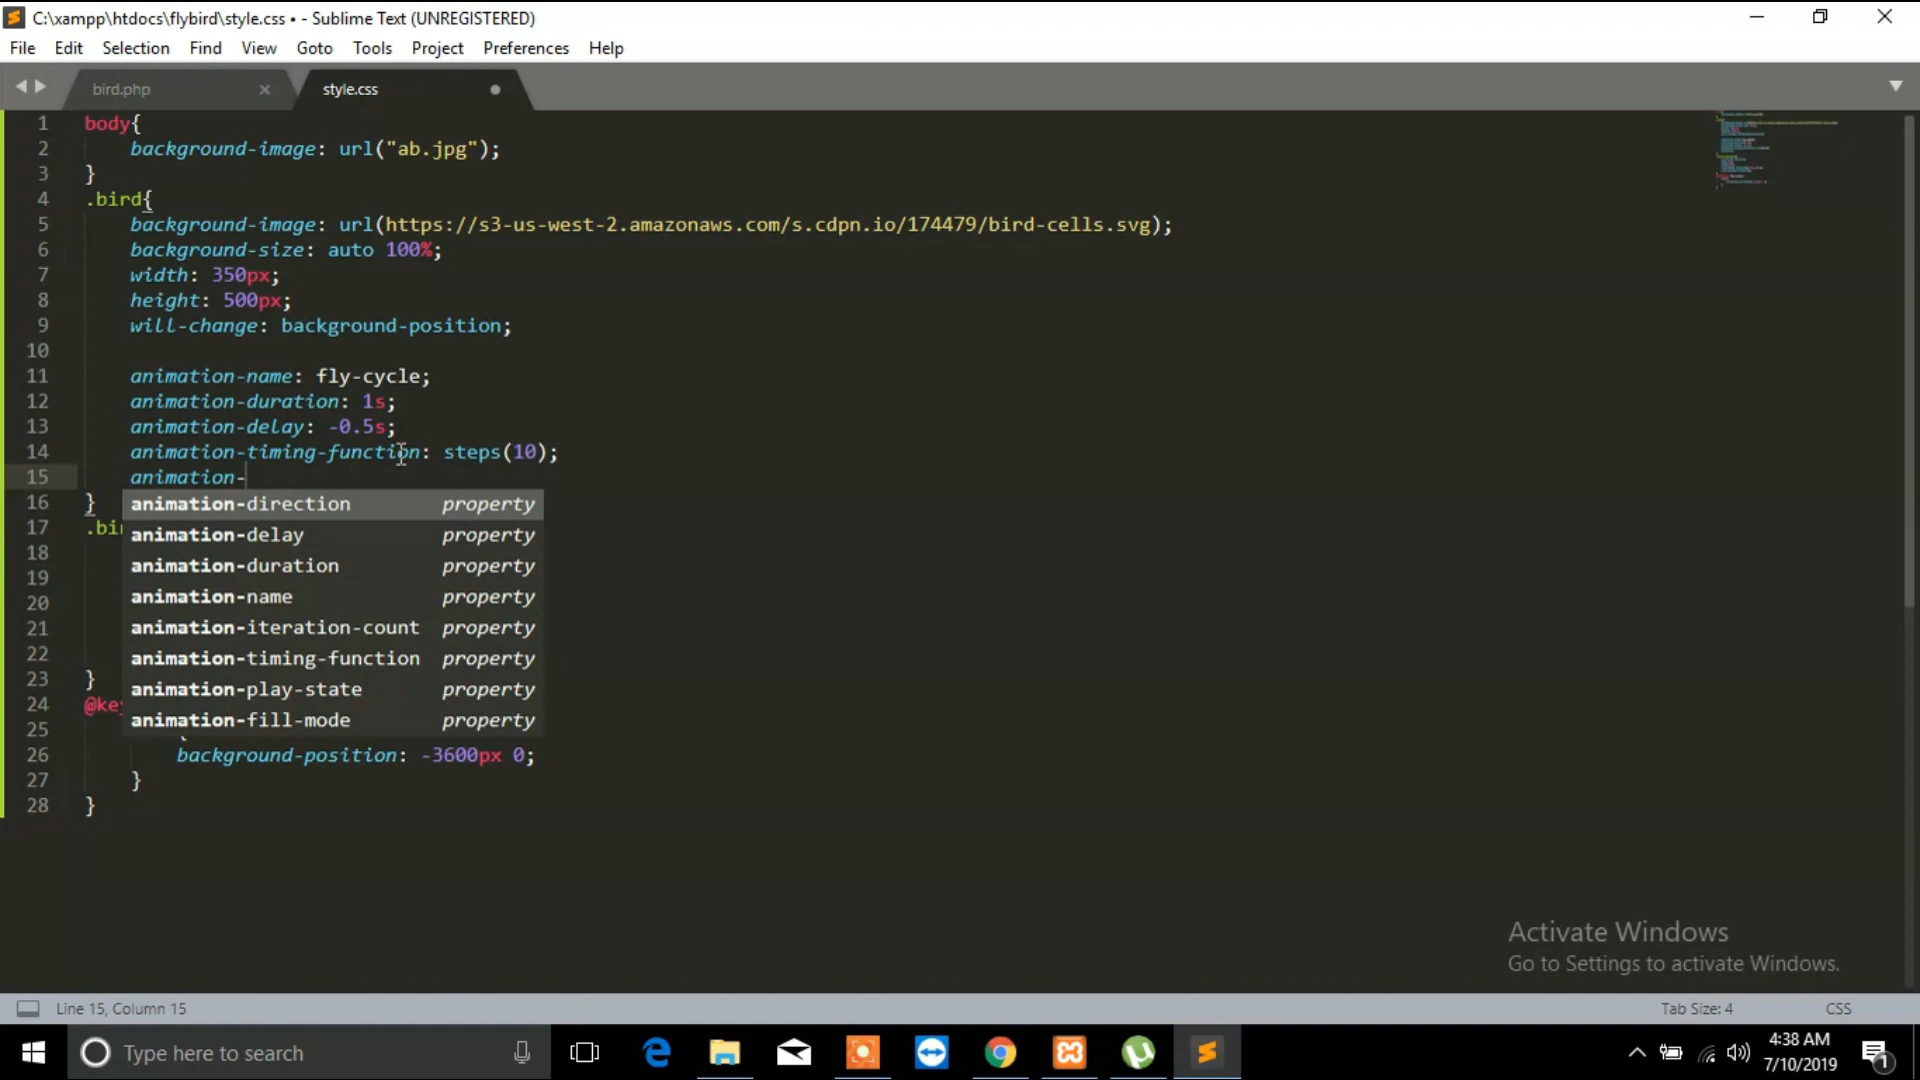 C:\xampp\htdocs\flybird\style.css • - Sublime Text (UNREGISTERED)
File Edit Selection Find View Goto Tools Project Preferences Help
bird.php × style.css
1 body{
2 background-image: url("ab.jpg");
3 }
4 .bird{
5 background-image: url(https://s3-us-west-2.amazonaws.com/s.cdpn.io/174479/bird-cells.svg);
6 background-size: auto 100%;
7 width: 350px;
8 height: 500px;
9 will-change: background-position;
10
11 animation-name: fly-cycle;
12 animation-duration: 1s;
13 animation-delay: -0.5s;
14 animation-timing-function: steps(10);
15 animation-
16 } animation-direction property
17 .bi animation-delay property
18
19 animation-duration property
20 animation-name property
21 animation-iteration-count property
22 animation-timing-function property
23 } animation-play-state property
24 @ke animation-fill-mode property
25
26 background-position: -3600px 0;
27 }
28 }
Activate Windows
Go to Settings to activate Windows.
Line 15, Column 15 Tab Size: 4 CSS
Type here to search
4:38 AM
7/10/2019
1